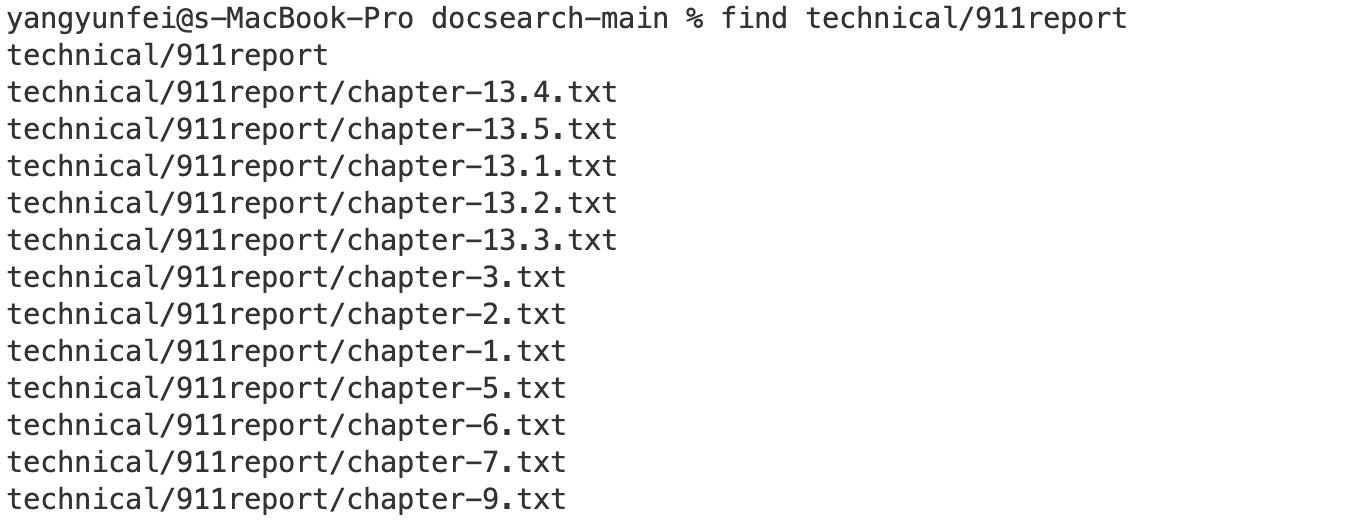 yangyunfei@s-MacBook-Pro docsearch-main % find technical/911report
technical/911report
technical/911report/chapter-13.4.txt
technical/911report/chapter-13.5.txt
technical/911report/chapter-13.1.txt
technical/911report/chapter-13.2.txt
technical/911report/chapter-13.3.txt
technical/911report/chapter-3.txt
technical/911report/chapter-2.txt
technical/911report/chapter-1.txt
technical/911report/chapter-5.txt
technical/911report/chapter-6.txt
technical/911report/chapter-7.txt
technical/911report/chapter-9.txt